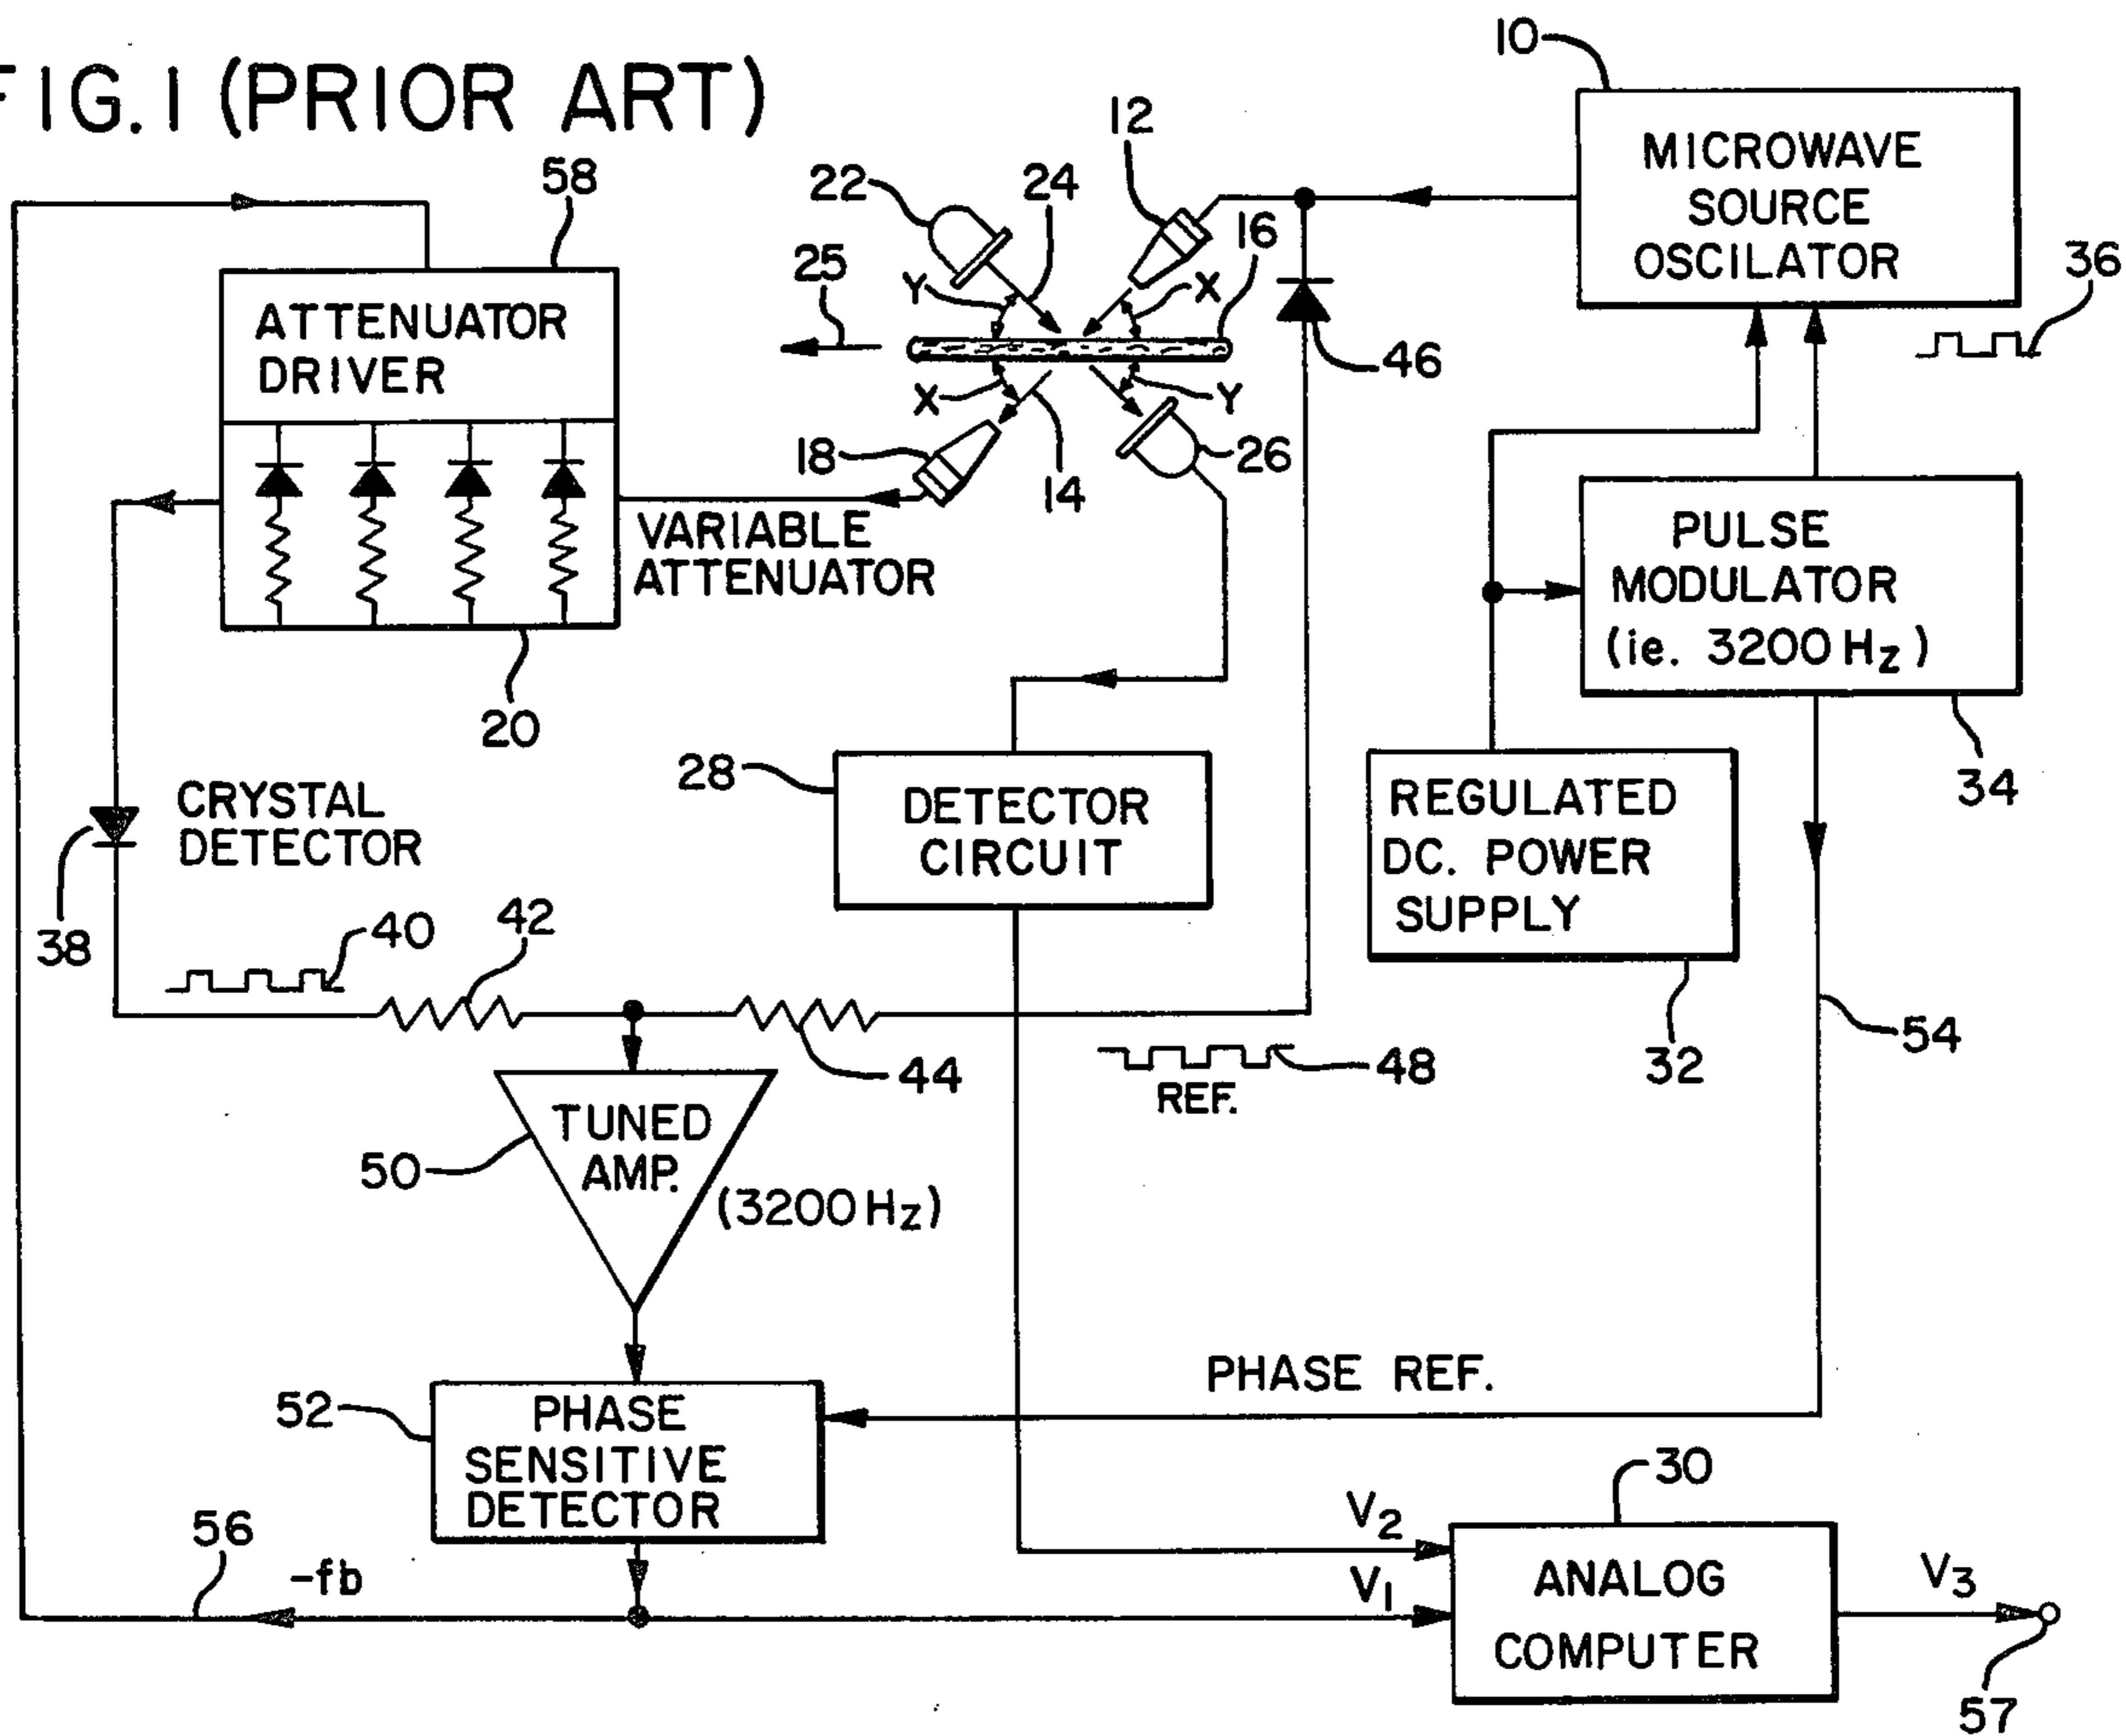 FIG. 1 (PRIOR ART)
10
MICROWAVE
SOURCE
OSCILATOR
36
12
22
24
16
58
25
Y
X
ATTENUATOR
DRIVER
46
X
Y
18
14
26
VARIABLE
ATTENUATOR
20
PULSE
MODULATOR
(ie. 3200 Hz)
34
28
DETECTOR
CIRCUIT
REGULATED
DC. POWER
SUPPLY
32
54
CRYSTAL
DETECTOR
38
40
42
44
48
REF.
TUNED
AMP.
50
(3200 Hz)
PHASE REF.
52
PHASE
SENSITIVE
DETECTOR
30
56
-fb
V2
V1
ANALOG
COMPUTER
V3
57